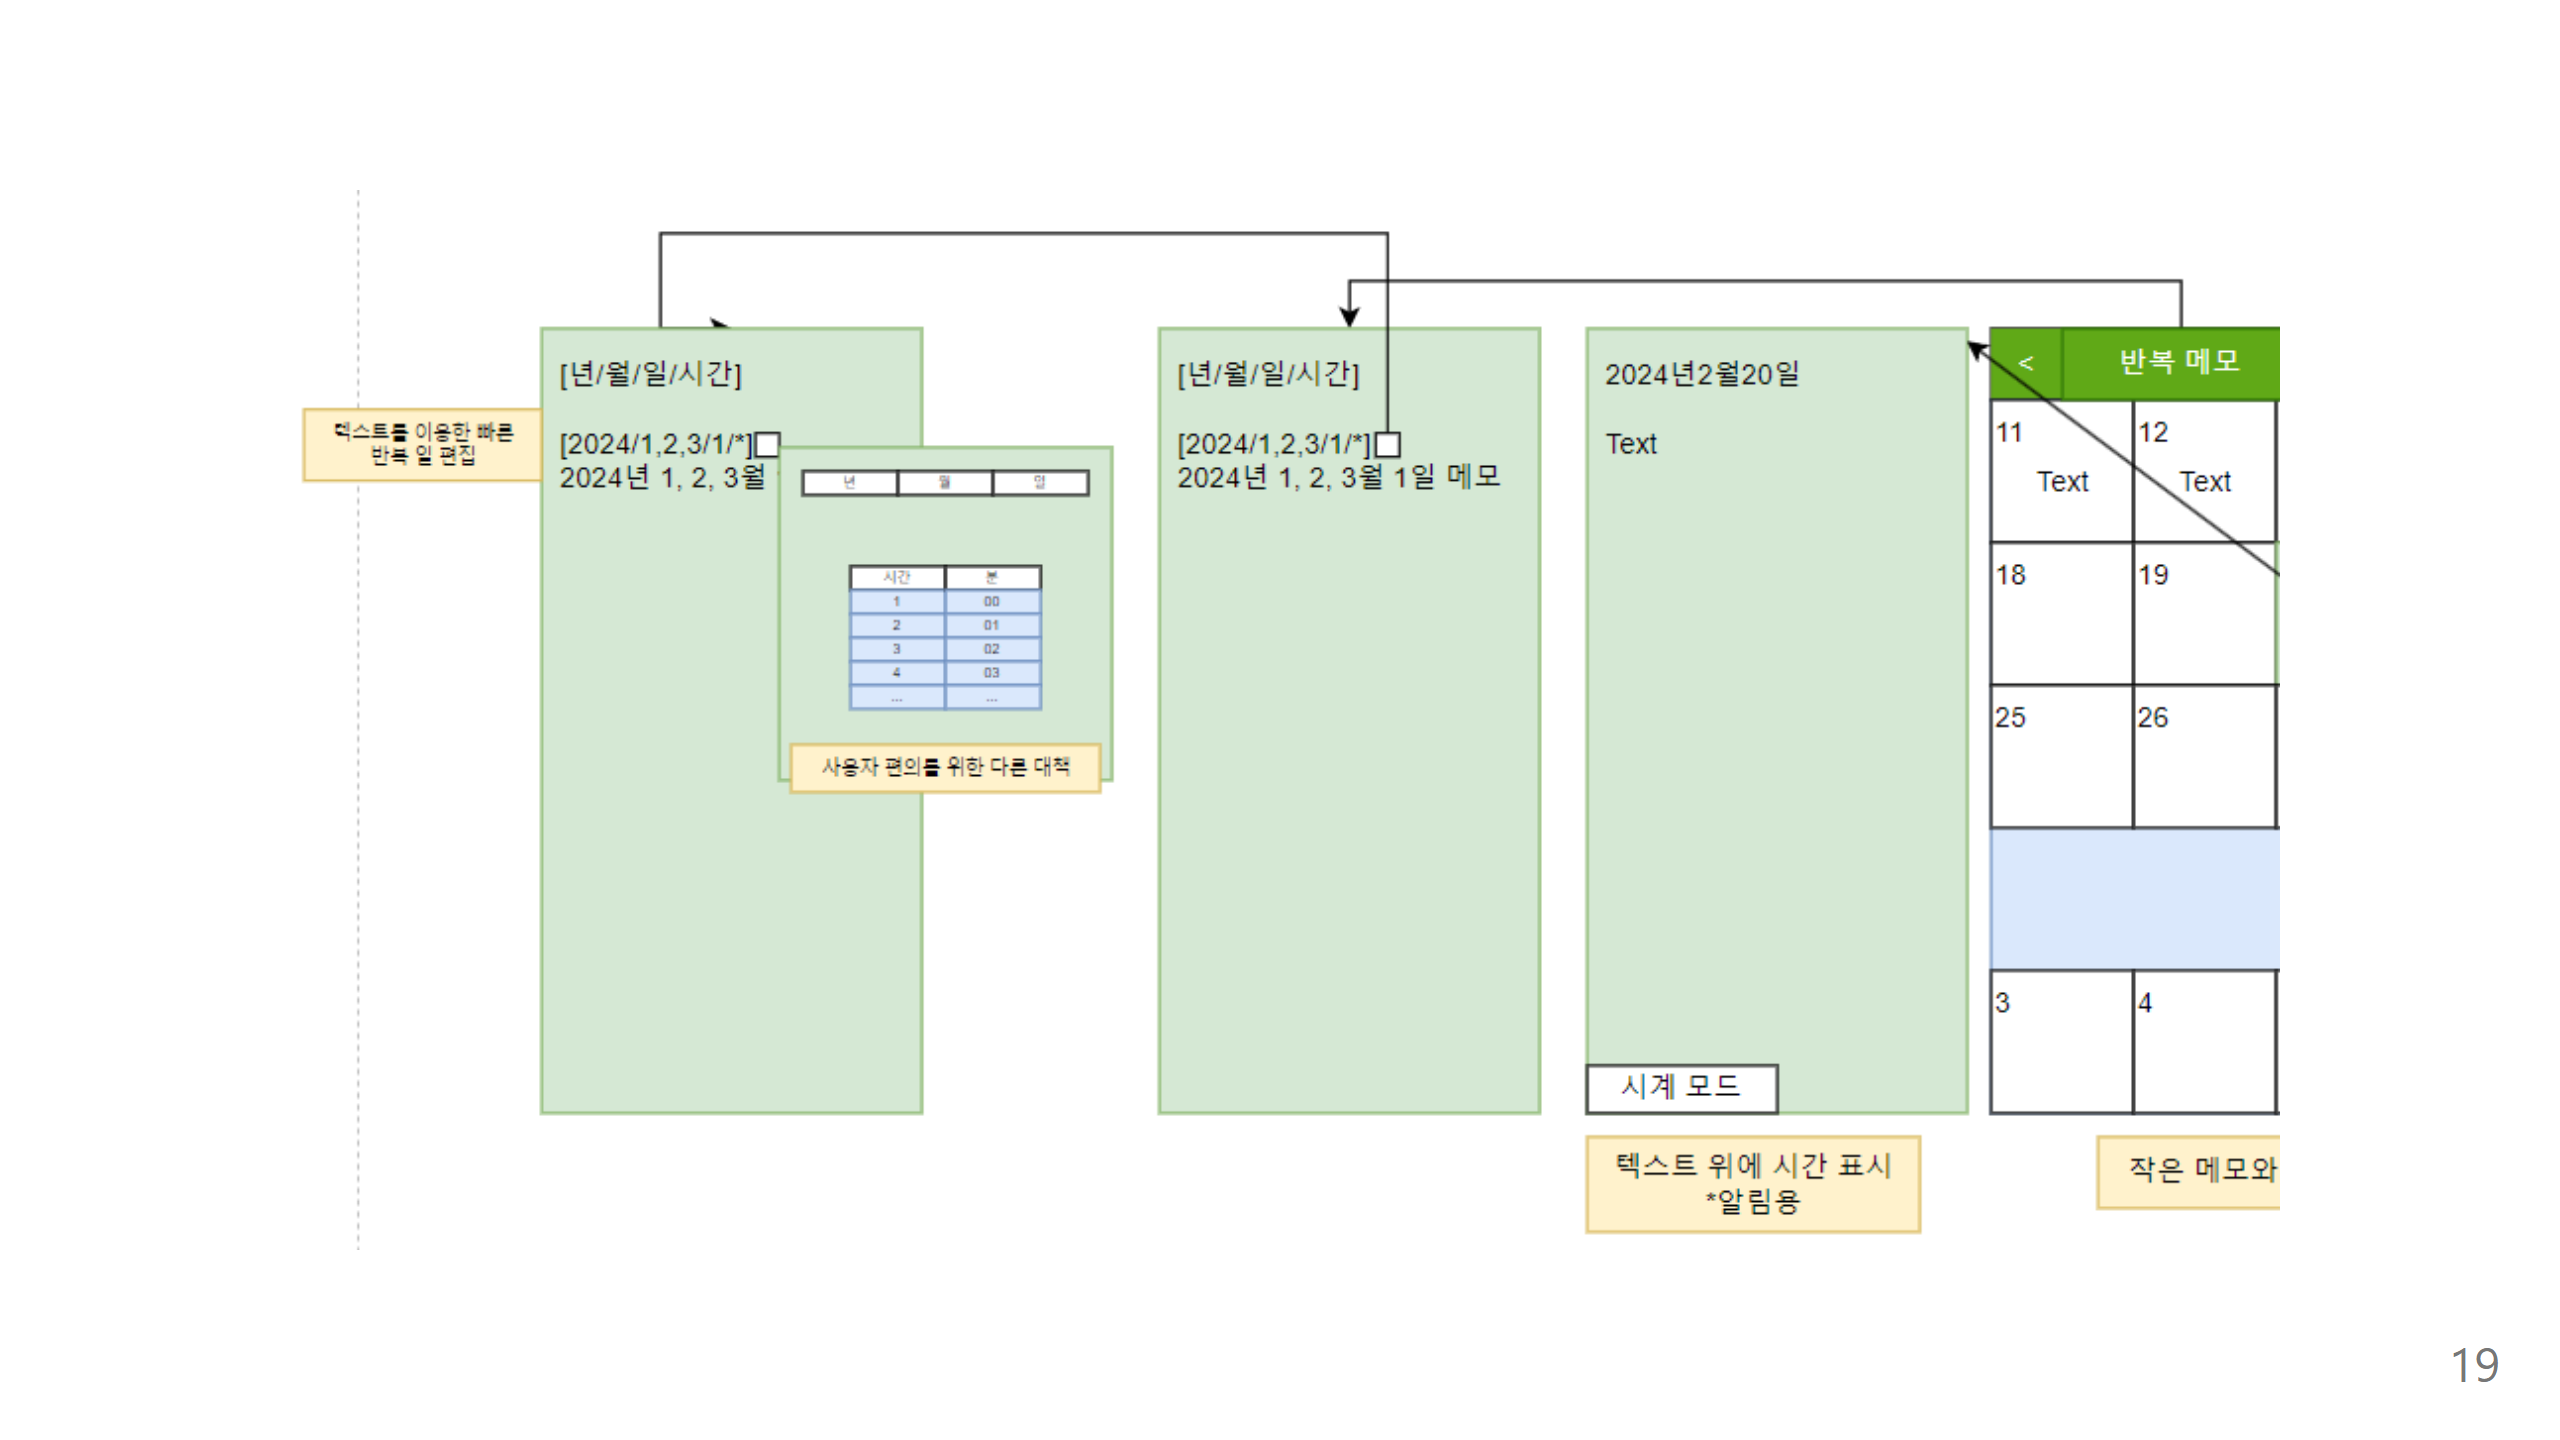 텍스트를 이용한 빠른
반복 일 편집
[년/월/일/시간]
[2024/1,2,3/1/*]
2024년 1, 2, 3월
년 월 일
시간 분
1 00
2 01
3 02
4 03
... ...
사용자 편의를 위한 다른 대책
[년/월/일/시간]
[2024/1,2,3/1/*]
2024년 1, 2, 3월 1일 메모
2024년2월20일
Text
시계 모드
텍스트 위에 시간 표시
*알림용
< 반복 메모
11 12
Text Text
18 19
25 26
3 4
작은 메모와
19